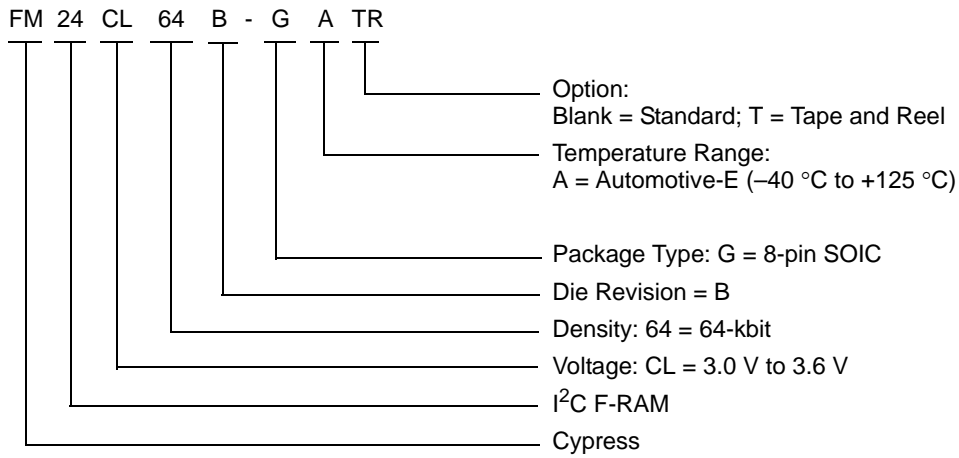 FM 24 CL 64 B - G A TR
Option:
Blank = Standard; T = Tape and Reel
Temperature Range:
A = Automotive-E (–40 °C to +125 °C)
Package Type: G = 8-pin SOIC
Die Revision = B
Density: 64 = 64-kbit
Voltage: CL = 3.0 V to 3.6 V
I²C F-RAM
Cypress